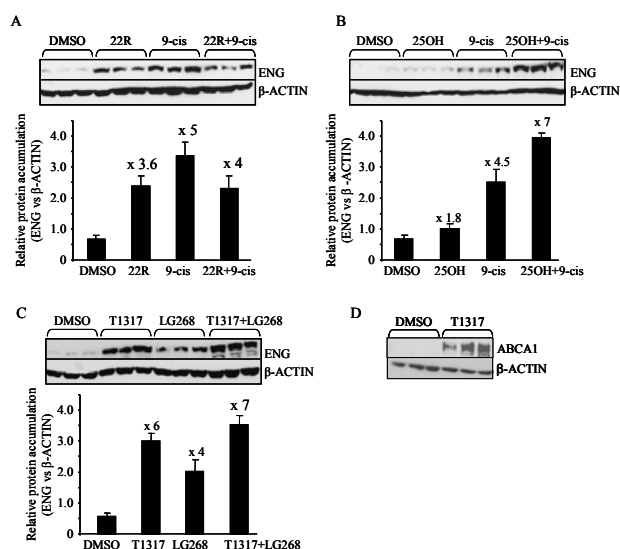 A
DMSO 22R 9-cis 22R+9-cis
ENG
β-ACTIN
Relative protein accumulation
(ENG vs β-ACTIN)
4.0
3.0
2.0
1.0
0
x 3.6
x 5
x 4
DMSO 22R 9-cis 22R+9-cis
B
DMSO 25OH 9-cis 25OH+9-cis
ENG
β-ACTIN
Relative protein accumulation
(ENG vs β -ACTIN)
4.0
3.0
2.0
1.0
0
x 1.8
x 4.5
x 7
DMSO 25OH 9-cis 25OH+9-cis
C
DMSO T1317 LG268 T1317+LG268
ENG
β-ACTIN
Relative protein accumulation
(ENG vs β-ACTIN)
4.0
3.0
2.0
1.0
0
x 6
x 4
x 7
DMSO T1317 LG268 T1317+LG268
D
DMSO T1317
ABCA1
β-ACTIN